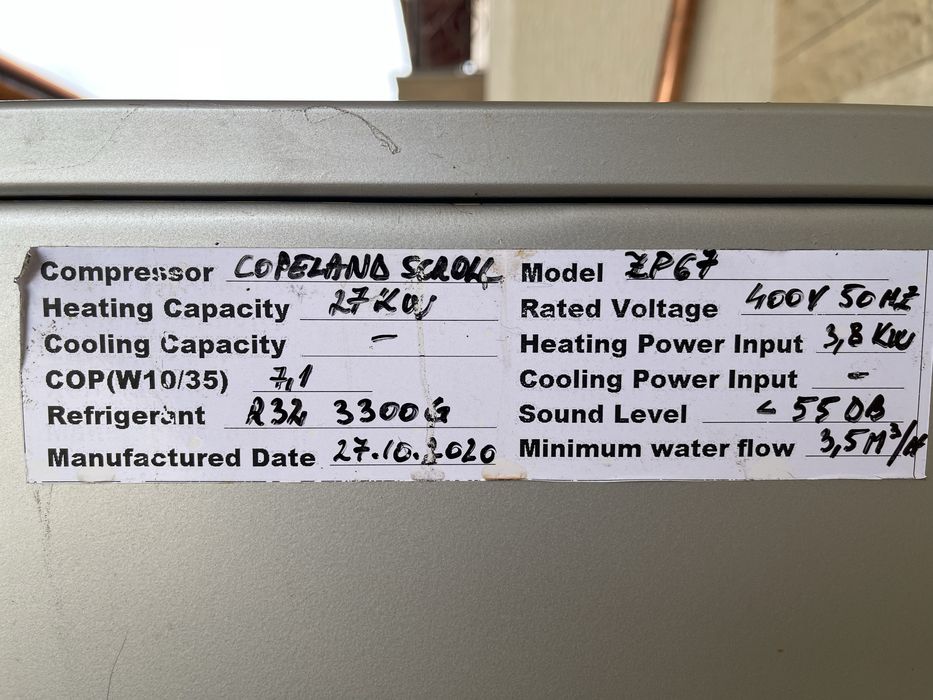 Compressor COPELAND SCROLL
Heating Capacity 27 KW
Cooling Capacity -
COP(W10/35) 7,1
Refrigerant R32 3300G
Manufactured Date 27.10.2020
Model ZP67
Rated Voltage 400V 50HZ
Heating Power Input 3,8 KW
Cooling Power Input -
Sound Level < 55DB
Minimum water flow 3,5M³/H